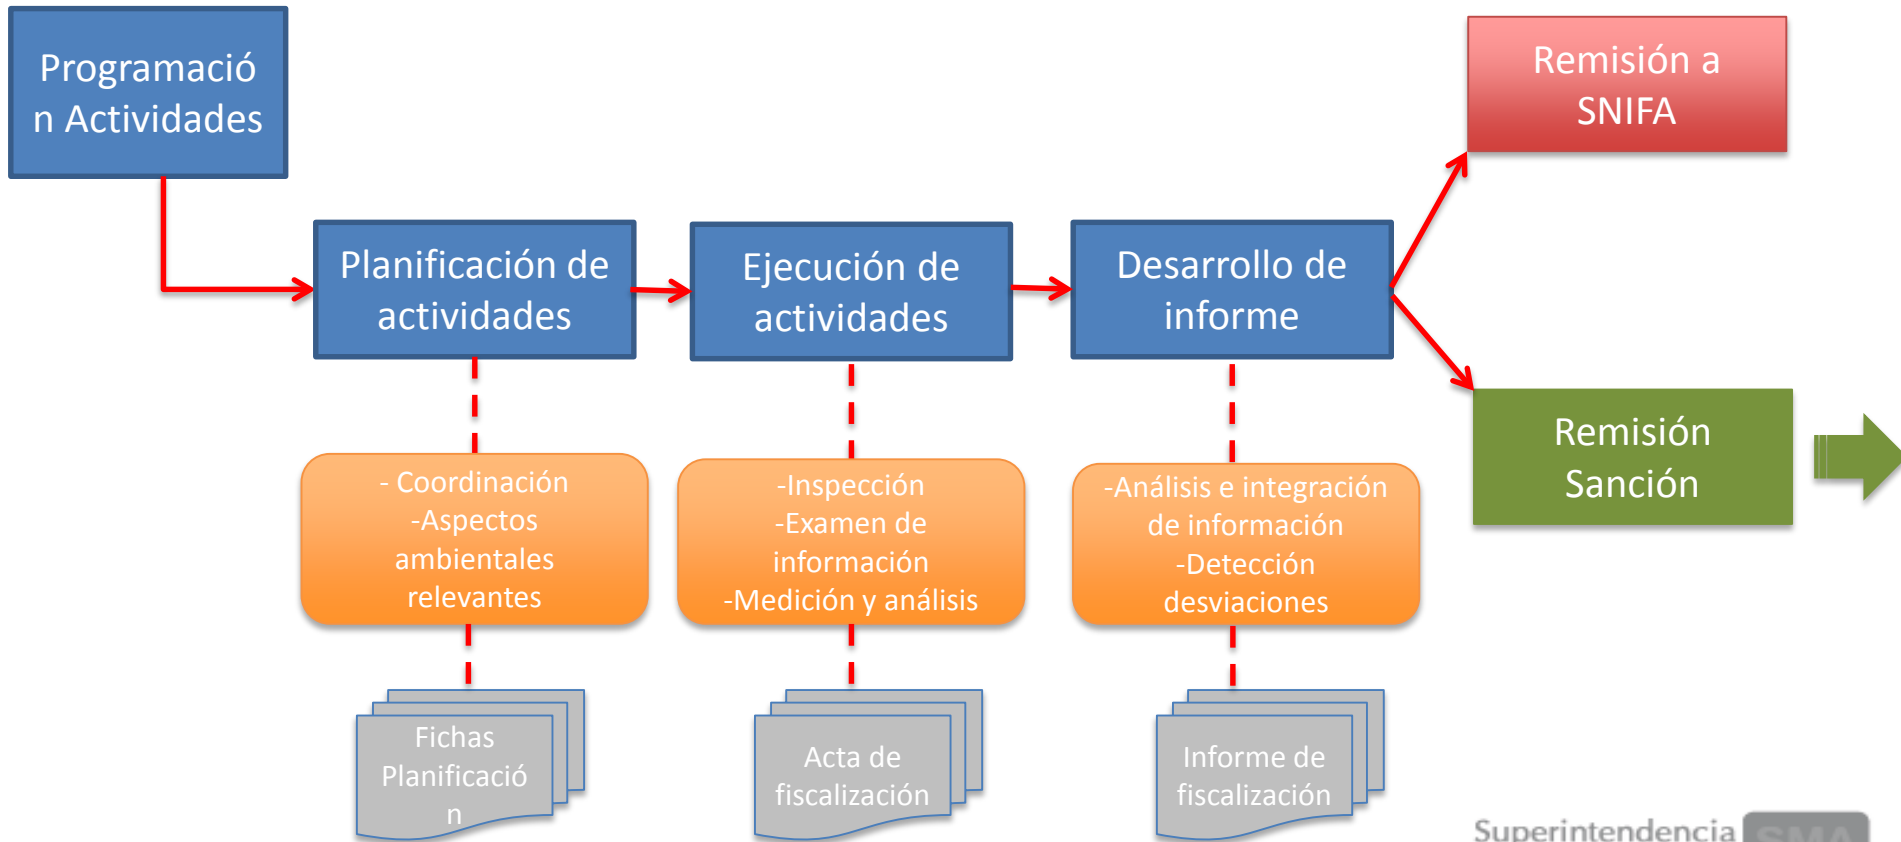 Programació
n Actividades
Remisión a
SNIFA
Planificación de
actividades
Ejecución de
actividades
Desarrollo de
informe
Remisión
Sanción
- Coordinación
-Aspectos
ambientales
relevantes
-Inspección
-Examen de
información
-Medición y análisis
-Análisis e integración
de información
-Detección
desviaciones
Fichas
Planificació
n
Acta de
fiscalización
Informe de
fiscalización
Superintendencia
SMA